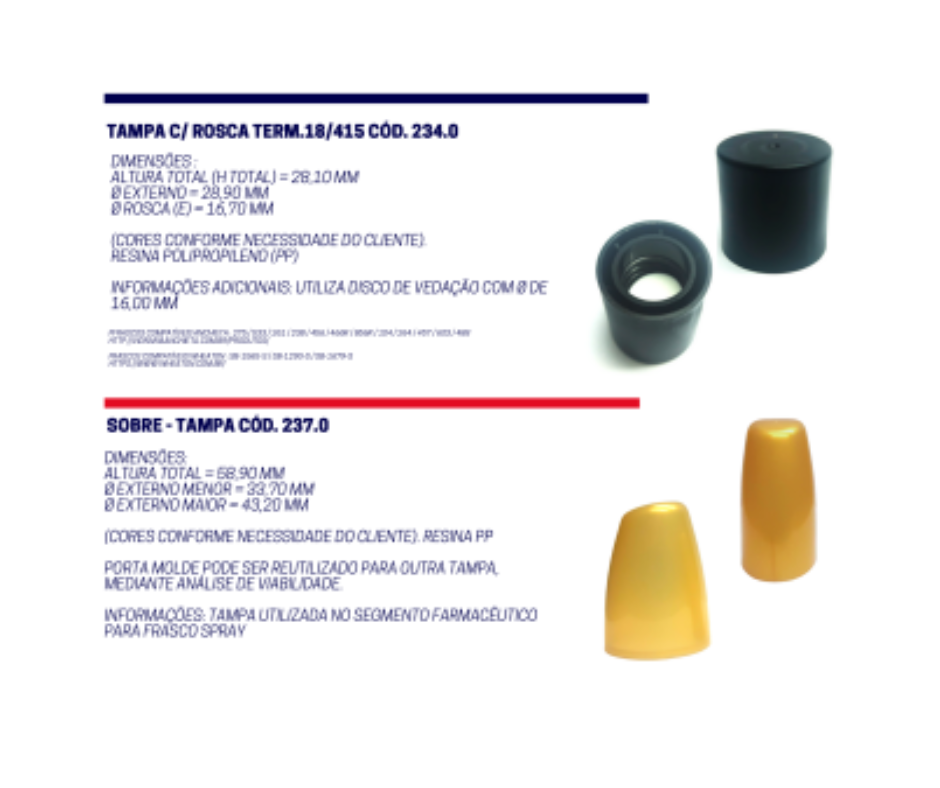 TAMPA C/ ROSCA TERM.18/415 CÓD. 234.0
DIMENSÕES :
ALTURA TOTAL (H TOTAL) = 28,10 MM
Ø EXTERNO = 28,90 MM
Ø ROSCA (E) = 16,70 MM
(CORES CONFORME NECESSIDADE DO CLIENTE).
RESINA POLIPROPILENO (PP)
INFORMAÇÕES ADICIONAIS: UTILIZA DISCO DE VEDAÇÃO COM Ø DE
16,00 MM
SOBRE - TAMPA CÓD. 237.0
DIMENSÕES:
ALTURA TOTAL = 68,90 MM
Ø EXTERNO MENOR = 33,70 MM
Ø EXTERNO MAIOR = 43,20 MM
(CORES CONFORME NECESSIDADE DO CLIENTE). RESINA PP
PORTA MOLDE PODE SER REUTILIZADO PARA OUTRA TAMPA,
MEDIANTE ANÁLISE DE VIABILIDADE.
INFORMAÇÕES: TAMPA UTILIZADA NO SEGMENTO FARMACÊUTICO
PARA FRASCO SPRAY